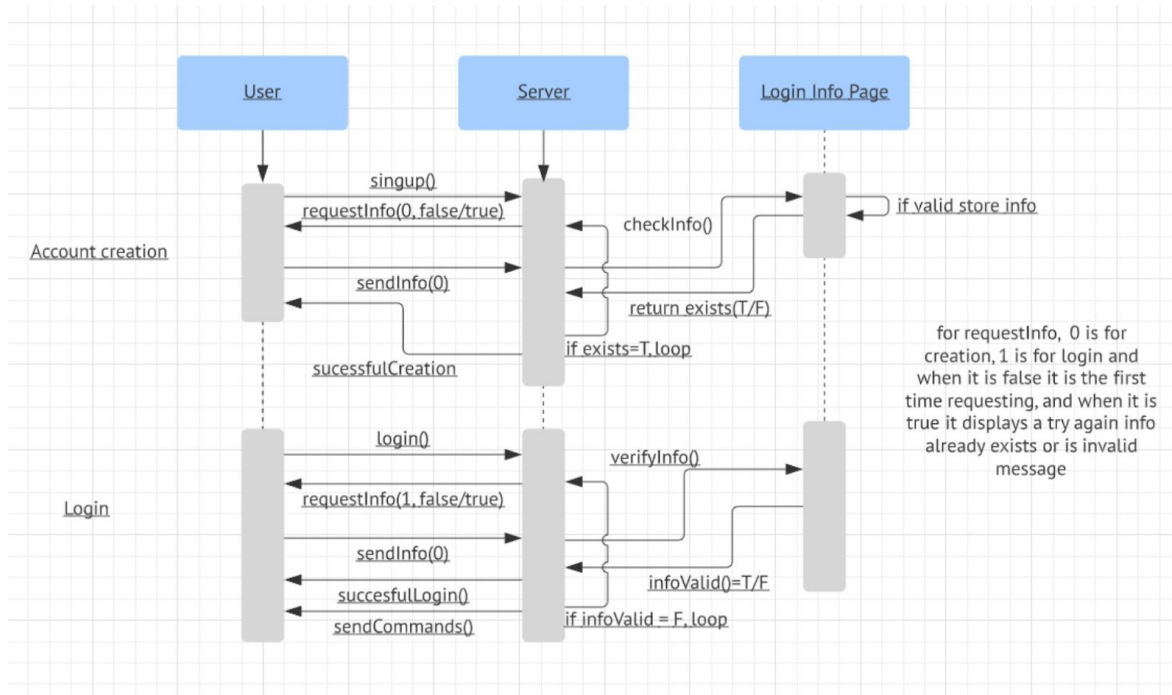 User
Server
Login Info Page
singup()
requestInfo(0, false/true)
checkInfo()
if valid store info
Account creation
sendInfo(0)
return exists(T/F)
if exists=T, loop
sucessfulCreation
for requestInfo, 0 is for
creation, 1 is for login and
when it is false it is the first
time requesting, and when it is
true it displays a try again info
already exists or is invalid
message
login()
verifyInfo()
requestInfo(1, false/true)
Login
sendInfo(0)
infoValid()=T/F
succesfulLogin()
if infoValid = F, loop
sendCommands()